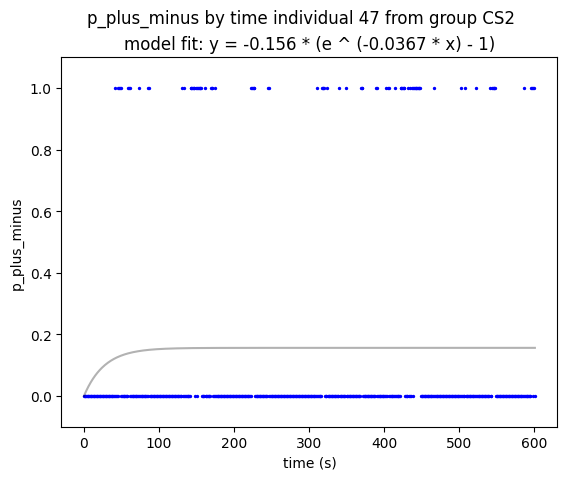 p_plus_minus by time individual 47 from group CS2
model fit: y = -0.156 * (e ^ (-0.0367 * x) - 1)
1.0
0.8
0.6
0.4
0.2
0.0
p_plus_minus
0 100 200 300 400 500 600
time (s)